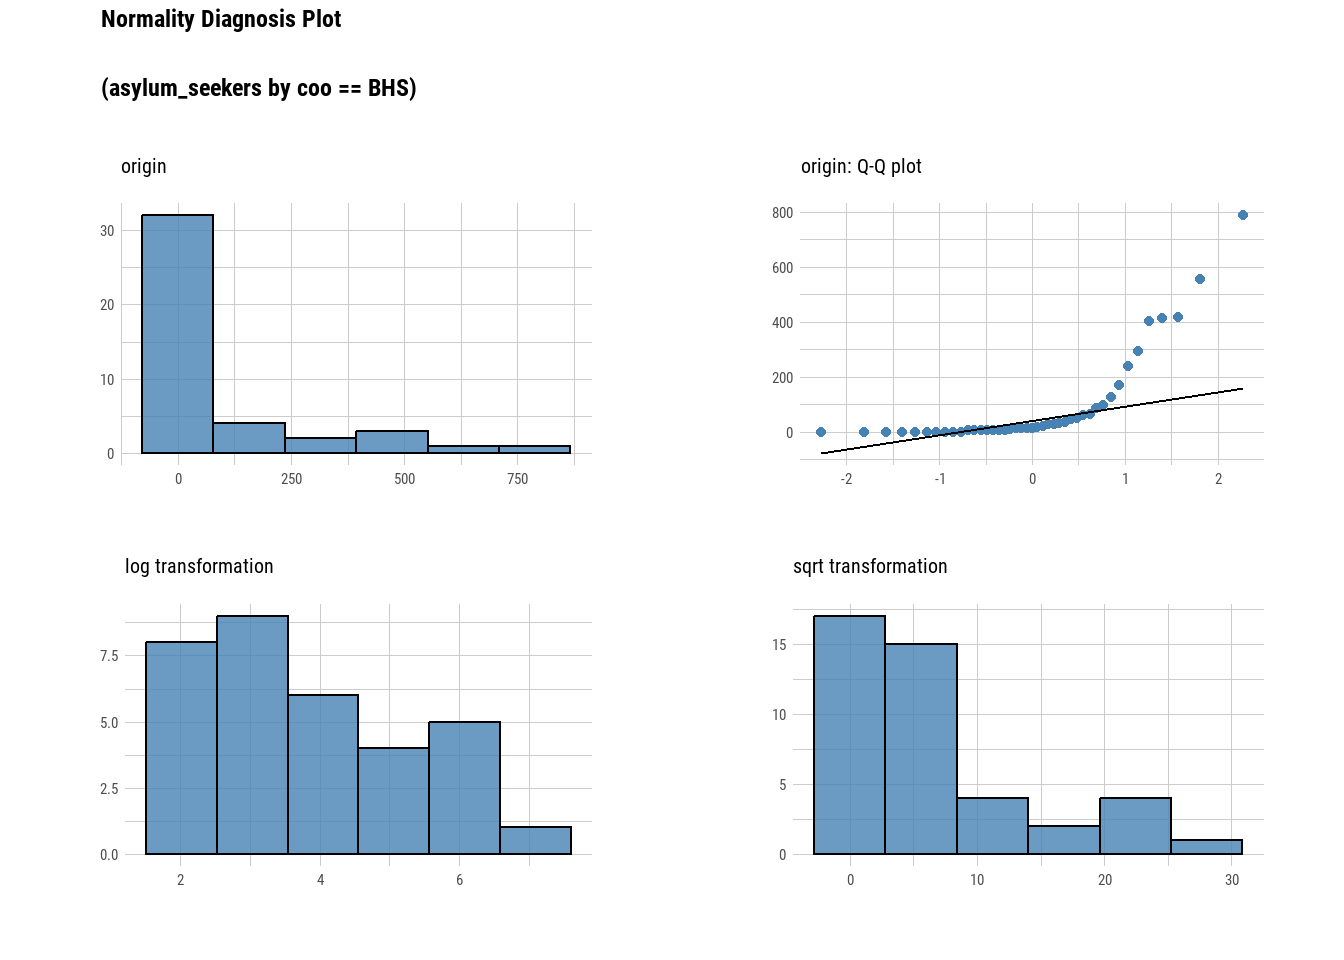 Normality Diagnosis Plot
(asylum_seekers by coo == BHS)
origin
30
20
10
0
0 250 500 750
origin: Q-Q plot
800
600
400
200
0
-2 -1 0 1 2
log transformation
7.5
5.0
2.5
0.0
2 4 6
sqrt transformation
15
10
5
0
0 10 20 30